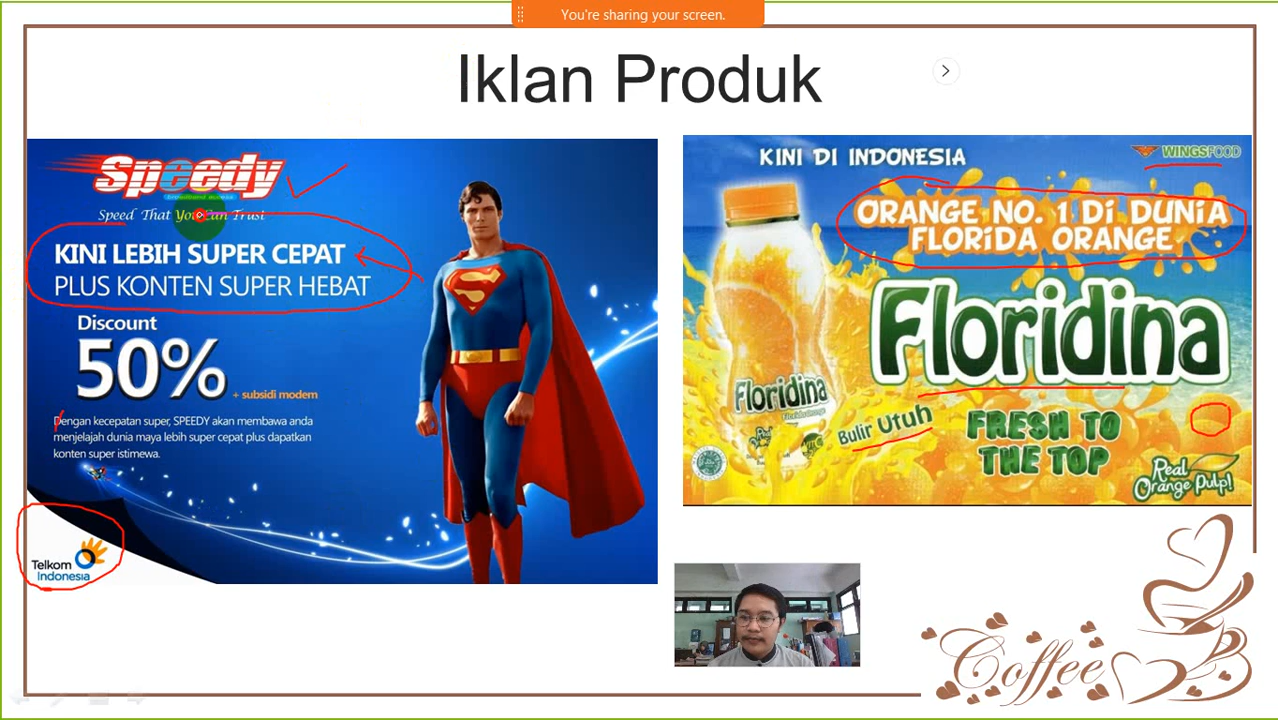 You're sharing your screen.
Iklan Produk
Speedy
Speed That You Can Trust
KINI LEBIH SUPER CEPAT
PLUS KONTEN SUPER HEBAT
Discount
50%
+ subsidi modem
Dengan kecepatan super, SPEEDY akan membawa anda
menjelajah dunia maya lebih super cepat plus dapatkan
konten super istimewa.
Telkom
Indonesia
KINI DI INDONESIA
WINGSFOOD
ORANGE NO. 1 Di DUNiA
FLORiDA ORANGE
Floridina
Floridina
Bulir Utuh
FRESH TO
THE TOP
Real
Orange Pulp!
Coffee